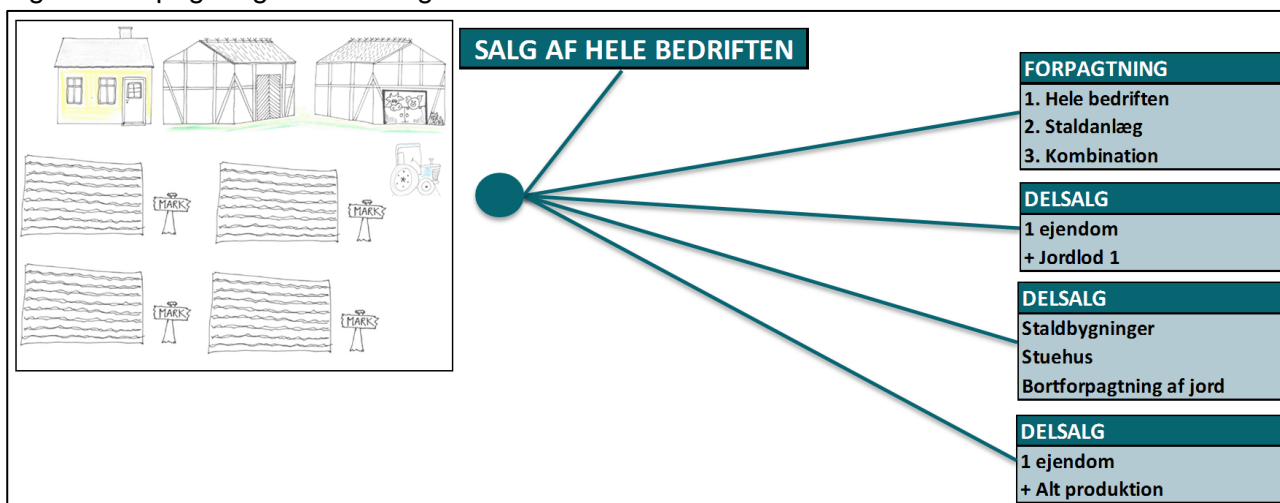 SALG AF HELE BEDRIFTEN
MARK
MARK
MARK
MARK
FORPAGTNING
1. Hele bedriften
2. Staldanlæg
3. Kombination
DELSALG
1 ejendom
+ Jordlod 1
DELSALG
Staldbygninger
Stuehus
Bortforpagtning af jord
DELSALG
1 ejendom
+ Alt produktion